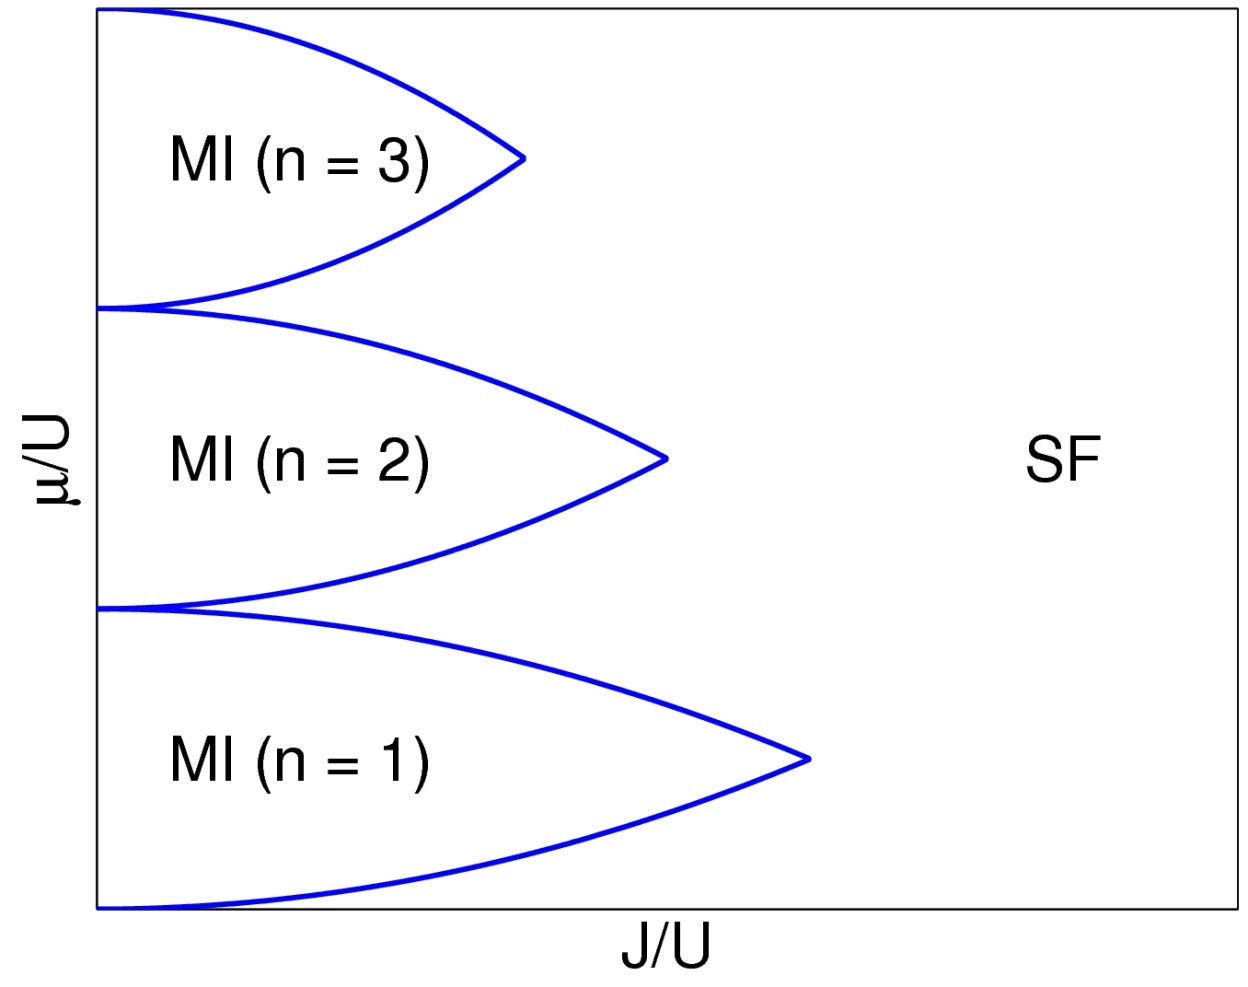 MI (n = 3)
MI (n = 2)
SF
μ/U
MI (n = 1)
J/U